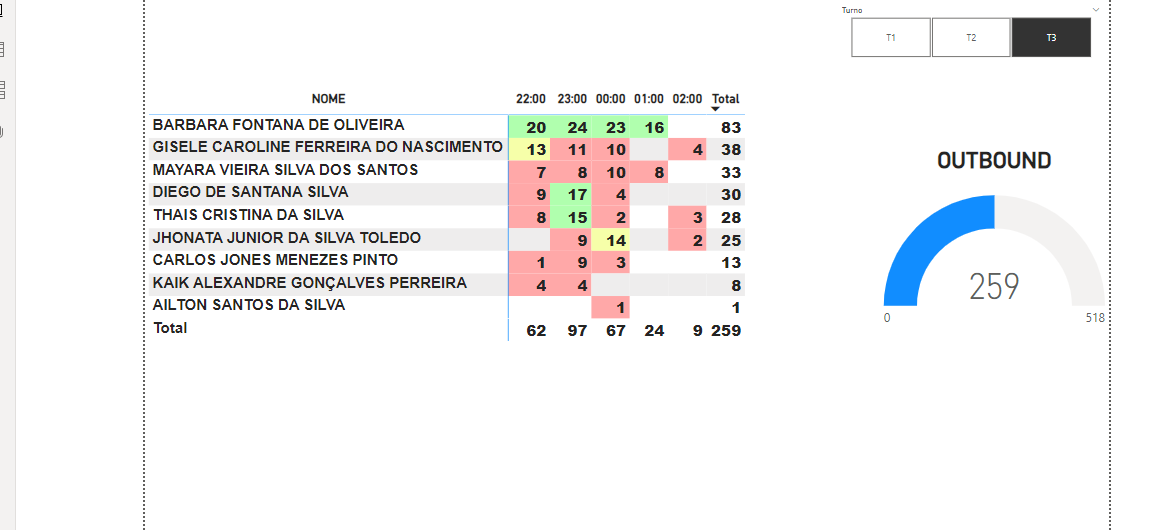 Turno
T1 T2 T3
NOME 22:00 23:00 00:00 01:00 02:00 Total
BARBARA FONTANA DE OLIVEIRA 20 24 23 16 83
GISELE CAROLINE FERREIRA DO NASCIMENTO 13 11 10 4 38
MAYARA VIEIRA SILVA DOS SANTOS 7 8 10 8 33
DIEGO DE SANTANA SILVA 9 17 4 30
THAIS CRISTINA DA SILVA 8 15 2 3 28
JHONATA JUNIOR DA SILVA TOLEDO 9 14 2 25
CARLOS JONES MENEZES PINTO 1 9 3 13
KAIK ALEXANDRE GONÇALVES PERREIRA 4 4 8
AILTON SANTOS DA SILVA 1 1
Total 62 97 67 24 9 259
OUTBOUND
259
0 518